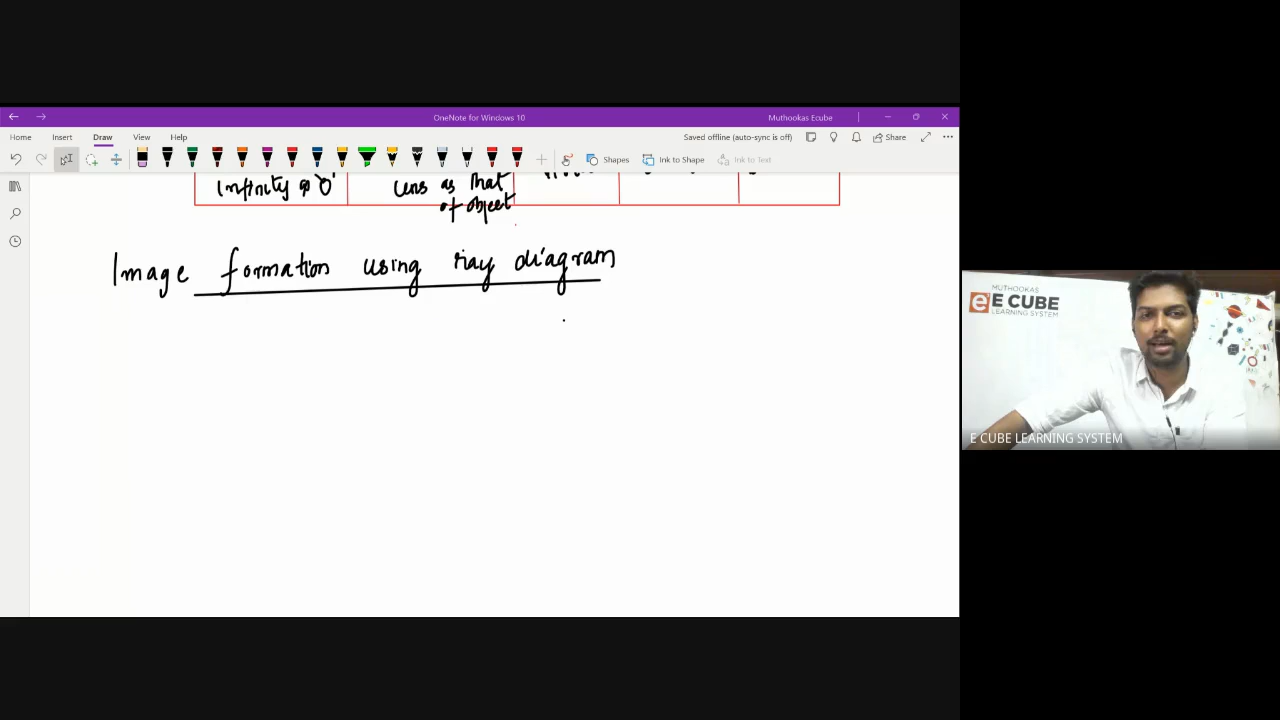 OneNote for Windows 10
Muthookas Ecube
Home Insert Draw View Help
Saved offline (auto-sync is off)
Share
Shapes
Ink to Shape
Ink to Text
Infinity & O
lens as that
of object
Image formation using ray diagram
MUTHOOKAS
e E CUBE
LEARNING SYSTEM
E CUBE LEARNING SYSTEM